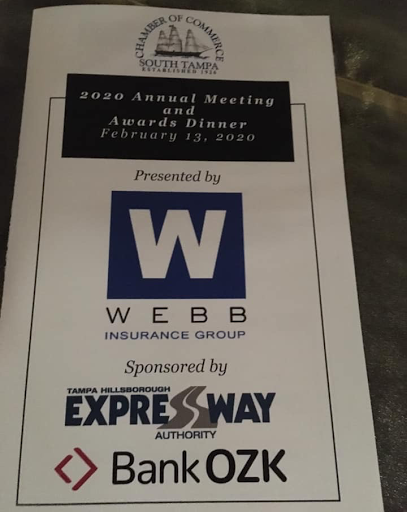 CHAMBER OF COMMERCE
SOUTH TAMPA
ESTABLISHED 1926
2020 Annual Meeting
and
Awards Dinner
February 13, 2020
Presented by
W
WEBB
INSURANCE GROUP
Sponsored by
TAMPA HILLSBOROUGH
EXPRESSWAY
AUTHORITY
Bank OZK